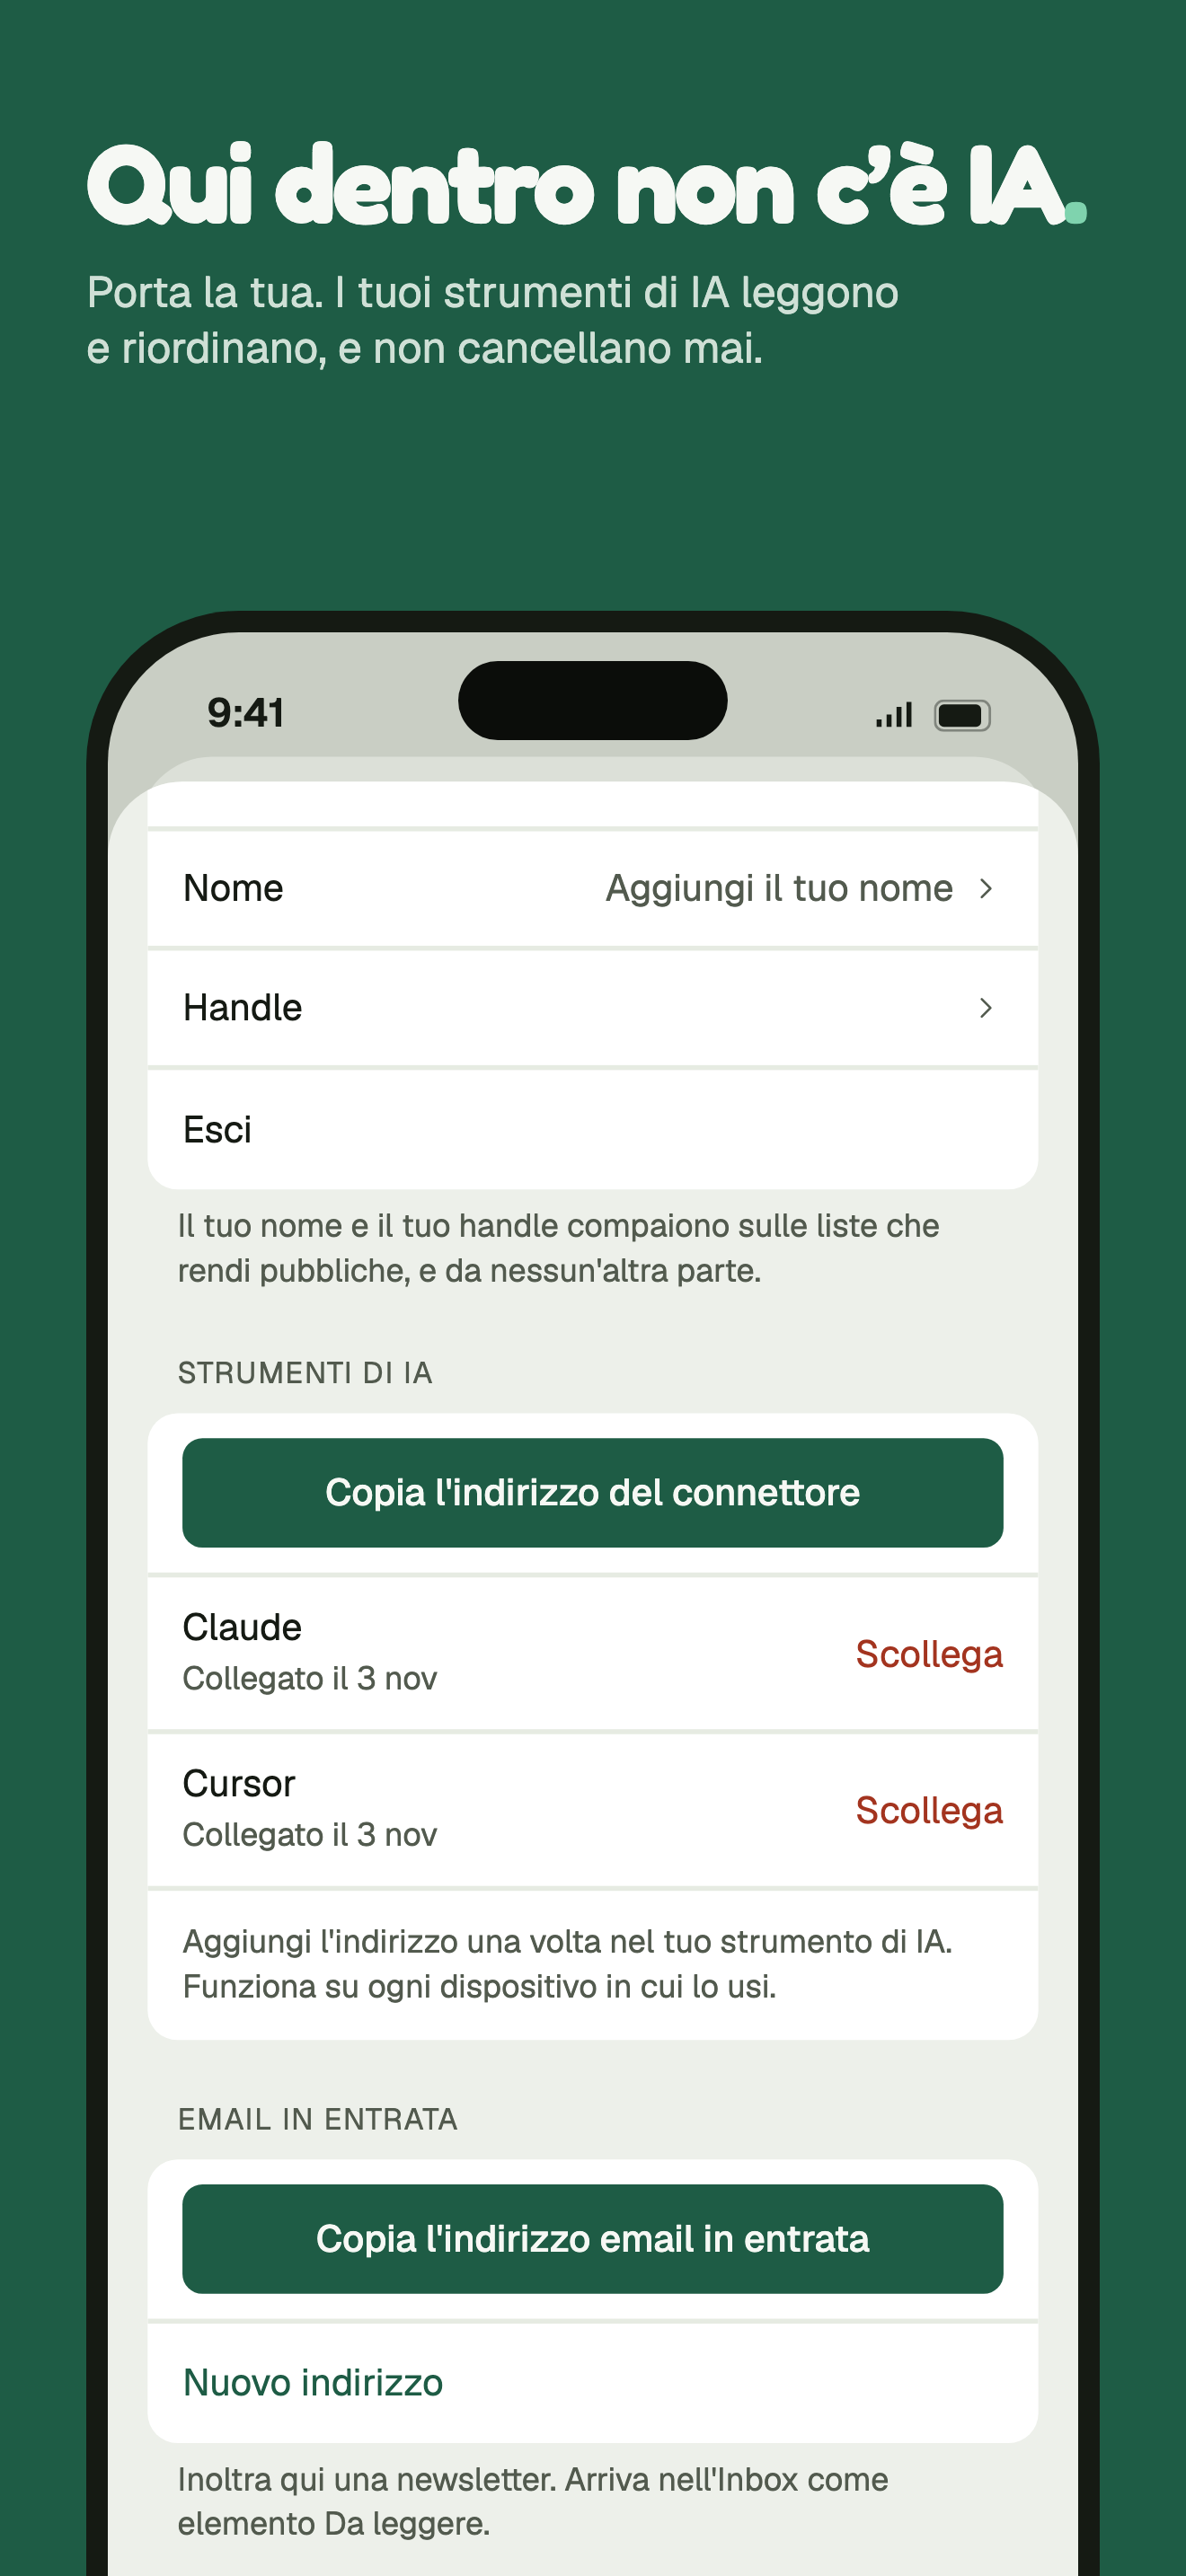 Qui dentro non c’è IA.
Porta la tua. I tuoi strumenti di IA leggono
e riordinano, e non cancellano mai.
9:41
Nome
Aggiungi il tuo nome
Handle
Esci
Il tuo nome e il tuo handle compaiono sulle liste che
rendi pubbliche, e da nessun'altra parte.
STRUMENTI DI IA
Copia l'indirizzo del connettore
Claude
Collegato il 3 nov
Scollega
Cursor
Collegato il 3 nov
Scollega
Aggiungi l'indirizzo una volta nel tuo strumento di IA.
Funziona su ogni dispositivo in cui lo usi.
EMAIL IN ENTRATA
Copia l'indirizzo email in entrata
Nuovo indirizzo
Inoltra qui una newsletter. Arriva nell'Inbox come
elemento Da leggere.